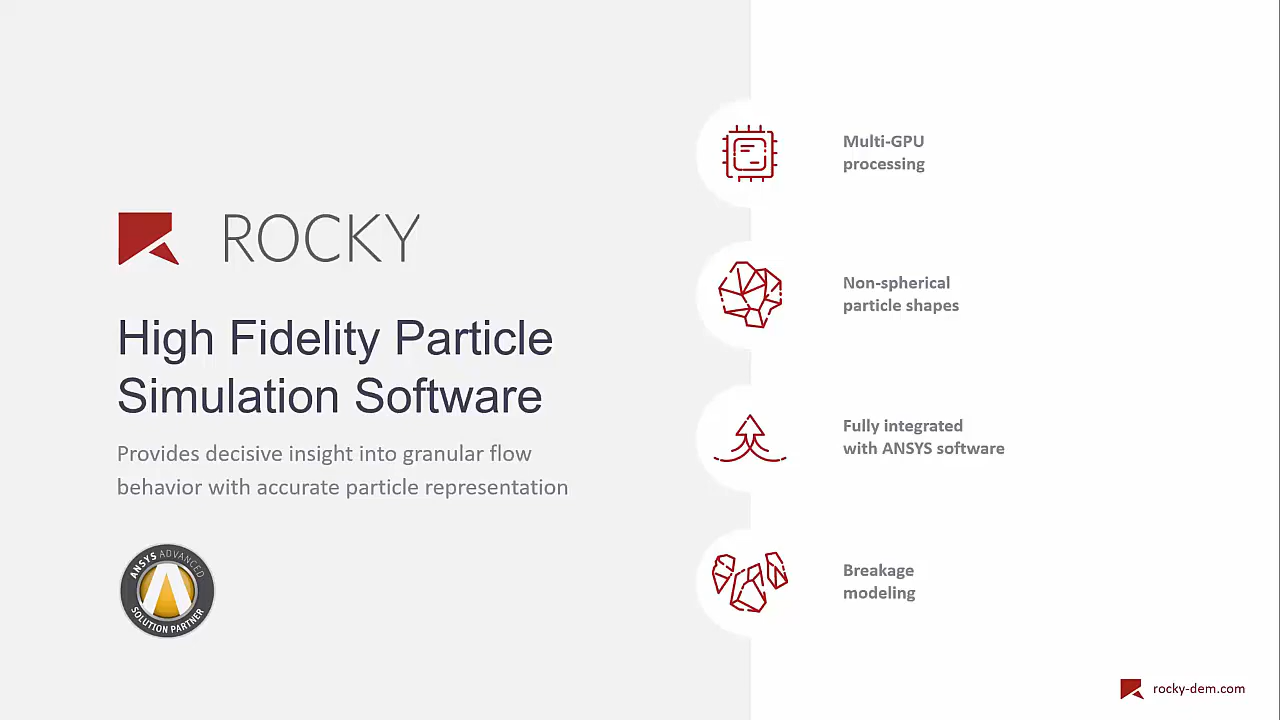 ROCKY
High Fidelity Particle
Simulation Software
Provides decisive insight into granular flow
behavior with accurate particle representation
ANSYS ADVANCED
SOLUTION PARTNER
Multi-GPU
processing
Non-spherical
particle shapes
Fully integrated
with ANSYS software
Breakage
modeling
rocky-dem.com